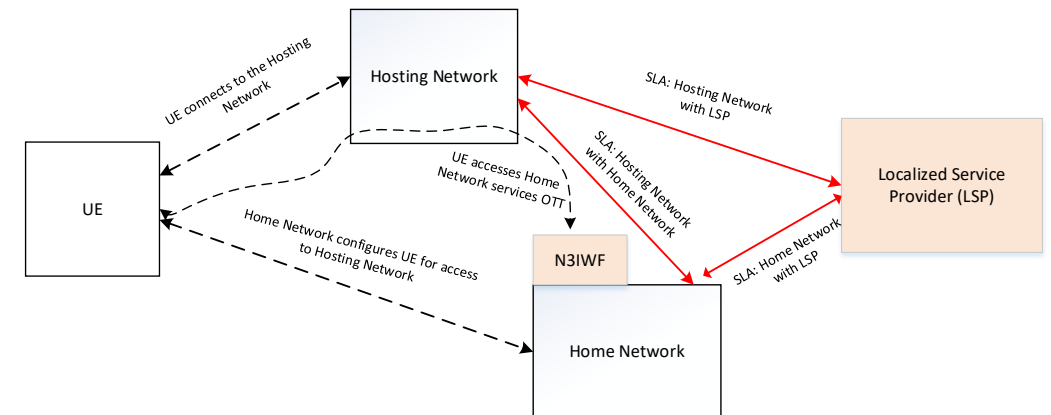 UE connects to the Hosting
Network
Hosting Network
SLA: Hosting Network
with LSP
UE
UE accesses Home
Network services OTT
SLA: Hosting Network
with Home Network
Localized Service
Provider (LSP)
Home Network configures UE for access
to Hosting Network
N3IWF
SLA: Home Network
with LSP
Home Network